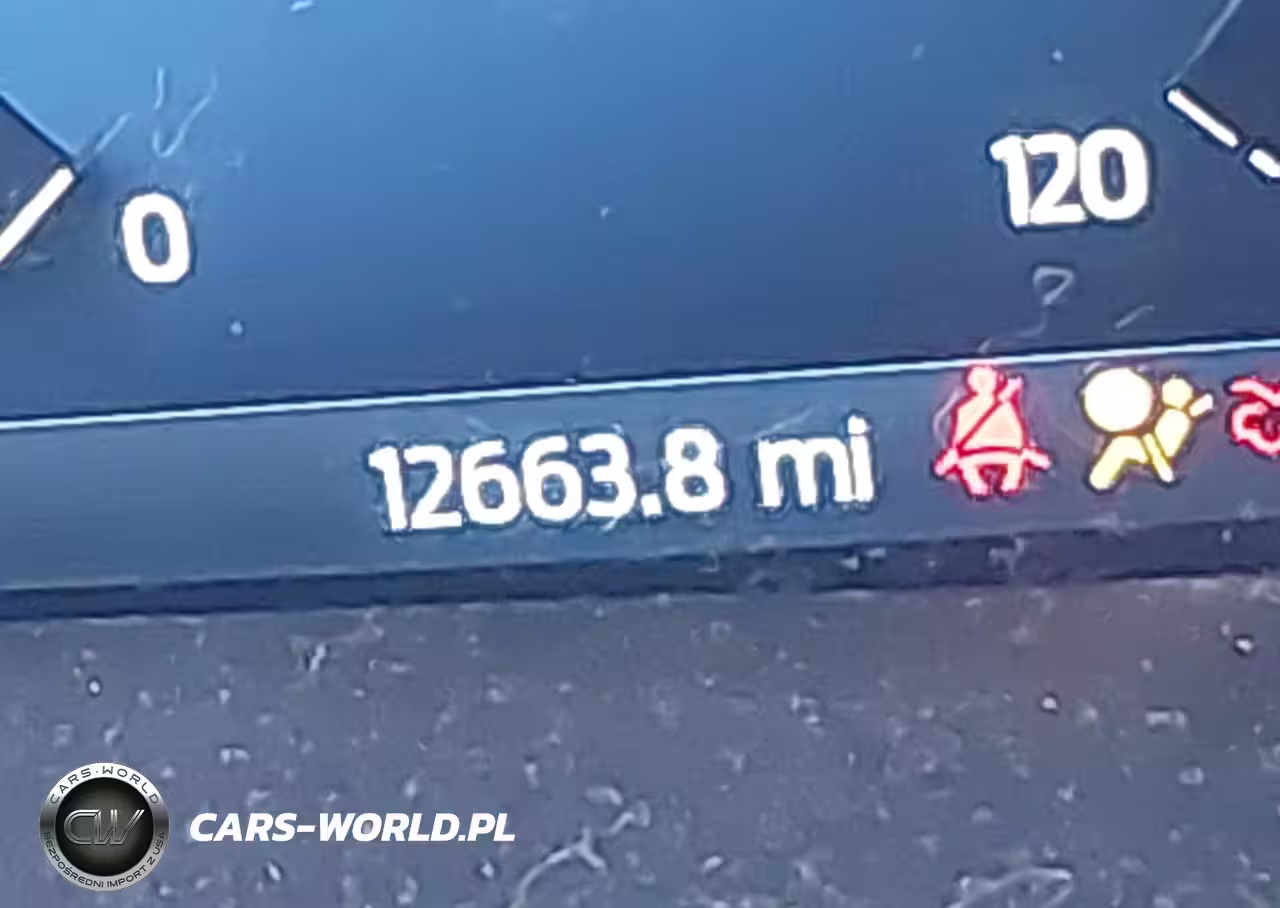 0
120
12663.8 mi
CARS-WORLD
CW
BEZPOŚREDNI IMPORT Z USA
CARS-WORLD.PL